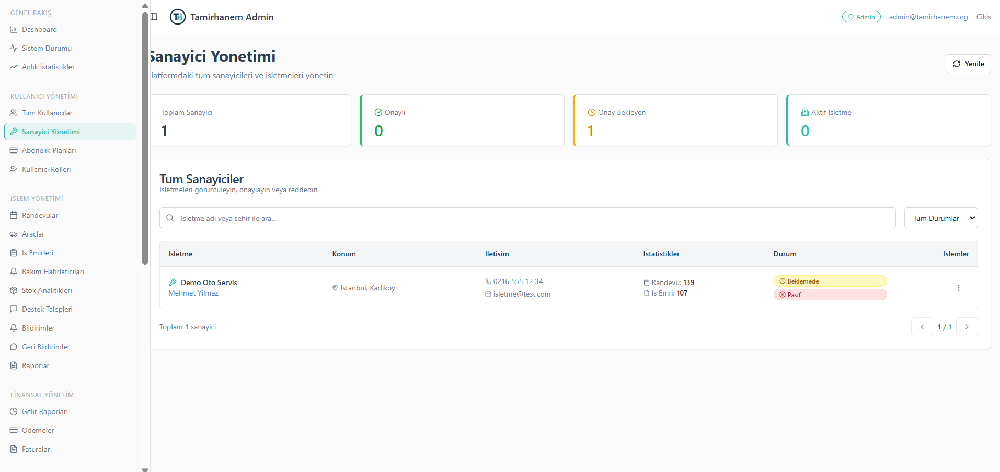 GENEL BAKIŞ
Dashboard
Sistem Durumu
Anlık İstatistikler
KULLANICI YÖNETİMİ
Tüm Kullanıcılar
Sanayici Yönetimi
Abonelik Planları
Kullanıcı Rolleri
ISLEM YONETİMİ
Randevular
Araclar
Is Emirleri
Bakim Hatirlaticilari
Stok Analitikleri
Destek Talepleri
Bildirimler
Geri Bildirimler
Raporlar
FİNANSAL YÖNETİM
Gelir Raporları
Ödemeler
Faturalar
TH Tamirhanem Admin
Admin admin@tamirhanem.org Cikis
Sanayici Yonetimi
latformdaki tum sanayicileri ve isletmeleri yonetin
Yenile
Toplam Sanayici
1
Onayli
0
Onay Bekleyen
1
Aktif Isletme
0
Tum Sanayiciler
Isletmeleri goruntuleyin, onaylayin veya reddedin
Isletme adi veya sehir ile ara...
Tum Durumlar
Isletme Konum Iletisim Istatistikler Durum Islemler
Demo Oto Servis
Mehmet Yilmaz
Istanbul, Kadikoy
0216 555 12 34
isletme@test.com
Randevu: 139
Is Emri: 107
Beklemede
Pasif
Toplam 1 sanayici
1 / 1